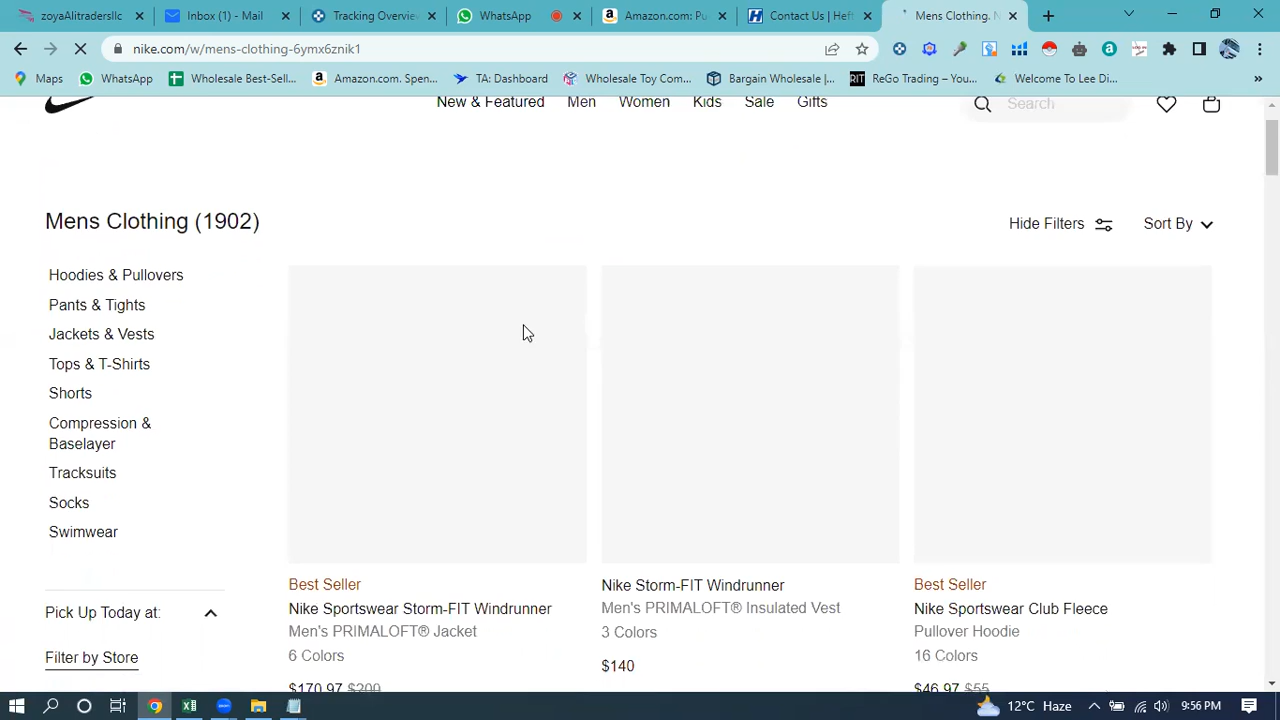 zoyaAlitradersllc
Inbox (1) - Mail
Tracking Overvie
WhatsApp
Amazon.com: Pu
Contact Us | Hef
Mens Clothing. N
nike.com/w/mens-clothing-6ymx6znik1
Maps
WhatsApp
Wholesale Best-Sell...
Amazon.com. Spen...
TA: Dashboard
Wholesale Toy Com...
Bargain Wholesale |...
RIT
ReGo Trading – You...
Welcome To Lee Di...
New & Featured
Men
Women
Kids
Sale
Gifts
Search
Mens Clothing (1902)
Hide Filters
Sort By
Hoodies & Pullovers
Pants & Tights
Jackets & Vests
Tops & T-Shirts
Shorts
Compression &
Baselayer
Tracksuits
Socks
Swimwear
Pick Up Today at:
Filter by Store
Best Seller
Nike Sportswear Storm-FIT Windrunner
Men's PRIMALOFT® Jacket
6 Colors
$170.97 $200
Nike Storm-FIT Windrunner
Men's PRIMALOFT® Insulated Vest
3 Colors
$140
Best Seller
Nike Sportswear Club Fleece
Pullover Hoodie
16 Colors
$46.97 $55
12°C Haze
9:56 PM